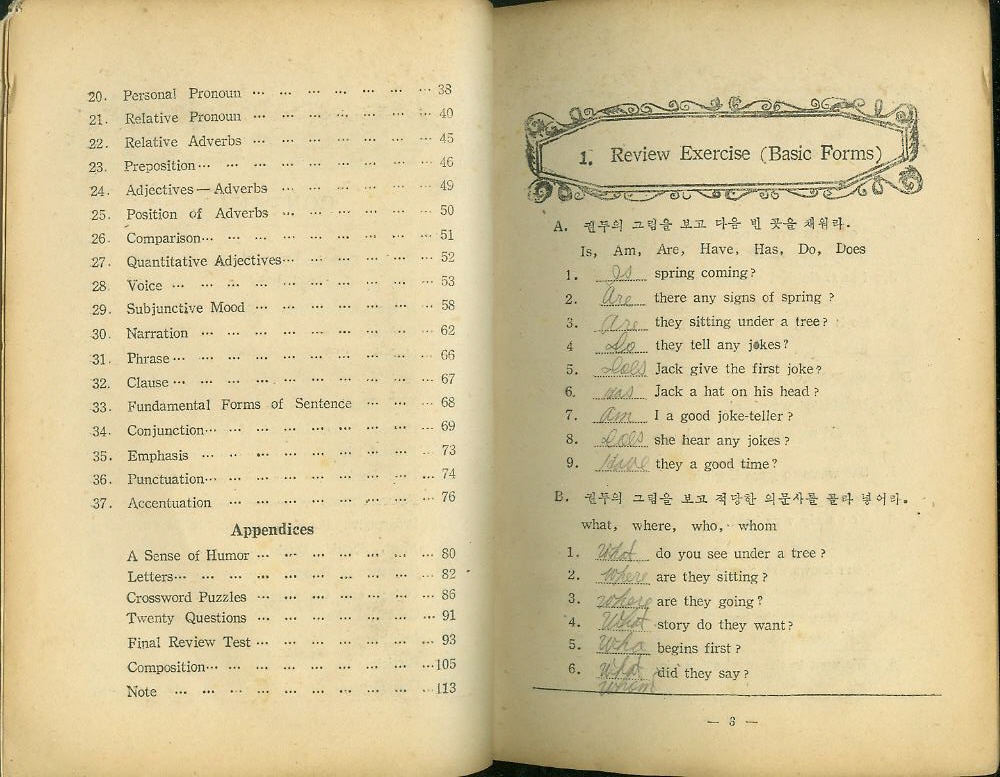 20. Personal Pronoun ... ... ... ... ... ... ... 38
21. Relative Pronoun ... ... ... ... ... ... ... 40
22. Relative Adverbs ... ... ... ... ... ... ... 45
23. Preposition... ... ... ... ... ... ... ... ... 46
24. Adjectives—Adverbs ... ... ... ... ... ... 49
25. Position of Adverbs ... ... ... ... ... ... 50
26. Comparison... ... ... ... ... ... ... ... ... 51
27. Quantitative Adjectives... ... ... ... ... ... 52
28. Voice ... ... ... ... ... ... ... ... ... ... 53
29. Subjunctive Mood ... ... ... ... ... ... ... 58
30. Narration ... ... ... ... ... ... ... ... ... 62
31. Phrase... ... ... ... ... ... ... ... ... ... 66
32. Clause... ... ... ... ... ... ... ... ... ... 67
33. Fundamental Forms of Sentence ... ... ... 68
34. Conjunction... ... ... ... ... ... ... ... ... 69
35. Emphasis ... ... ... ... ... ... ... ... ... 73
36. Punctuation... ... ... ... ... ... ... ... ... 74
37. Accentuation ... ... ... ... ... ... ... ... 76
Appendices
A Sense of Humor ... ... ... ... ... ... ... 80
Letters... ... ... ... ... ... ... ... ... ... 82
Crossword Puzzles ... ... ... ... ... ... ... 86
Twenty Questions ... ... ... ... ... ... ... 91
Final Review Test ... ... ... ... ... ... ... 93
Composition... ... ... ... ... ... ... ... ...105
Note ... ... ... ... ... ... ... ... ... ... 113
1. Review Exercise (Basic Forms)
A. 권두의 그림을 보고 다음 빈 곳을 채워라.
Is, Am, Are, Have, Has, Do, Does
1. Is spring coming?
2. Are there any signs of spring?
3. Are they sitting under a tree?
4 Do they tell any jokes?
5. Does Jack give the first joke?
6. Has Jack a hat on his head?
7. Am I a good joke-teller?
8. Does she hear any jokes?
9. Have they a good time?
B. 권두의 그림을 보고 적당한 의문사를 골라 넣어라.
what, where, who, whom
1. What do you see under a tree?
2. Where are they sitting?
3. where are they going?
4. What story do they want?
5. Who begins first?
6. What did they say?
whom
— 3 —